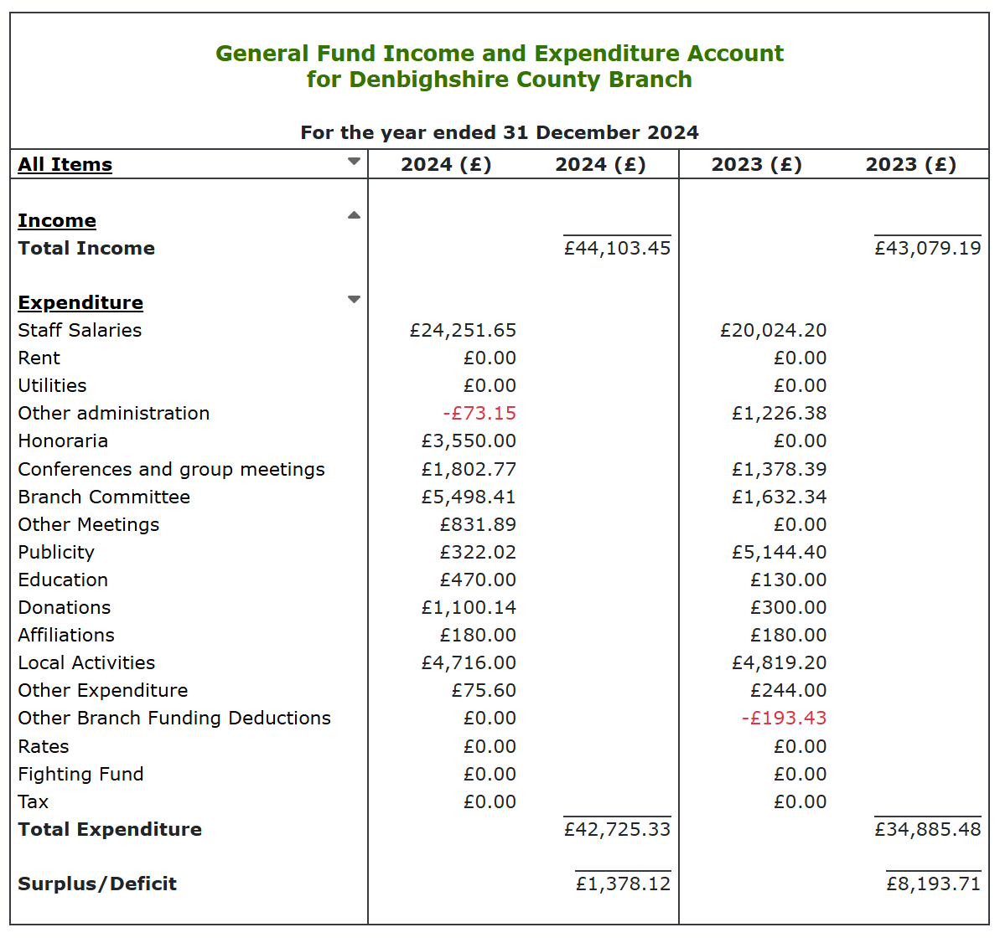 General Fund Income and Expenditure Account
for Denbighshire County Branch
For the year ended 31 December 2024
All Items 2024 (£) 2024 (£) 2023 (£) 2023 (£)
Income
Total Income £44,103.45 £43,079.19
Expenditure
Staff Salaries £24,251.65 £20,024.20
Rent £0.00 £0.00
Utilities £0.00 £0.00
Other administration -£73.15 £1,226.38
Honoraria £3,550.00 £0.00
Conferences and group meetings £1,802.77 £1,378.39
Branch Committee £5,498.41 £1,632.34
Other Meetings £831.89 £0.00
Publicity £322.02 £5,144.40
Education £470.00 £130.00
Donations £1,100.14 £300.00
Affiliations £180.00 £180.00
Local Activities £4,716.00 £4,819.20
Other Expenditure £75.60 £244.00
Other Branch Funding Deductions £0.00 -£193.43
Rates £0.00 £0.00
Fighting Fund £0.00 £0.00
Tax £0.00 £0.00
Total Expenditure £42,725.33 £34,885.48
Surplus/Deficit £1,378.12 £8,193.71